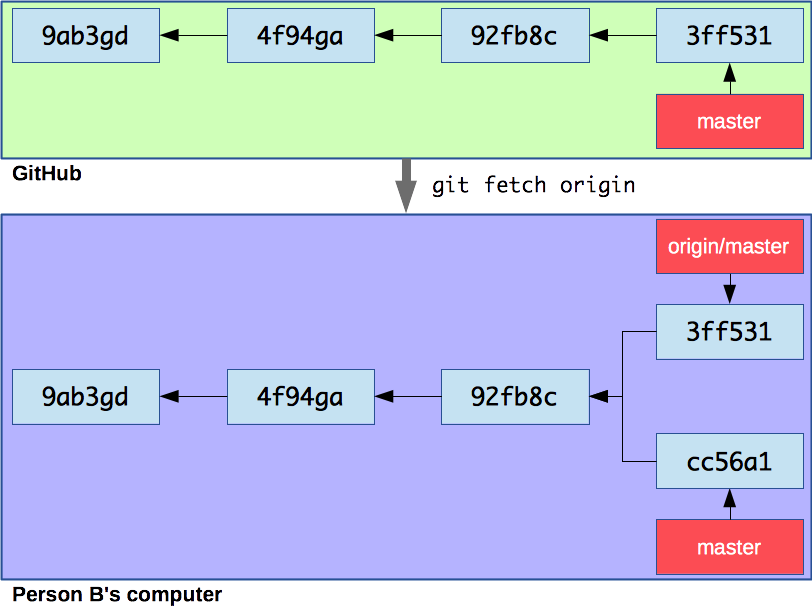 9ab3gd 4f94ga 92fb8c 3ff531
master
GitHub
git fetch origin
origin/master
3ff531
9ab3gd 4f94ga 92fb8c
cc56a1
master
Person B's computer